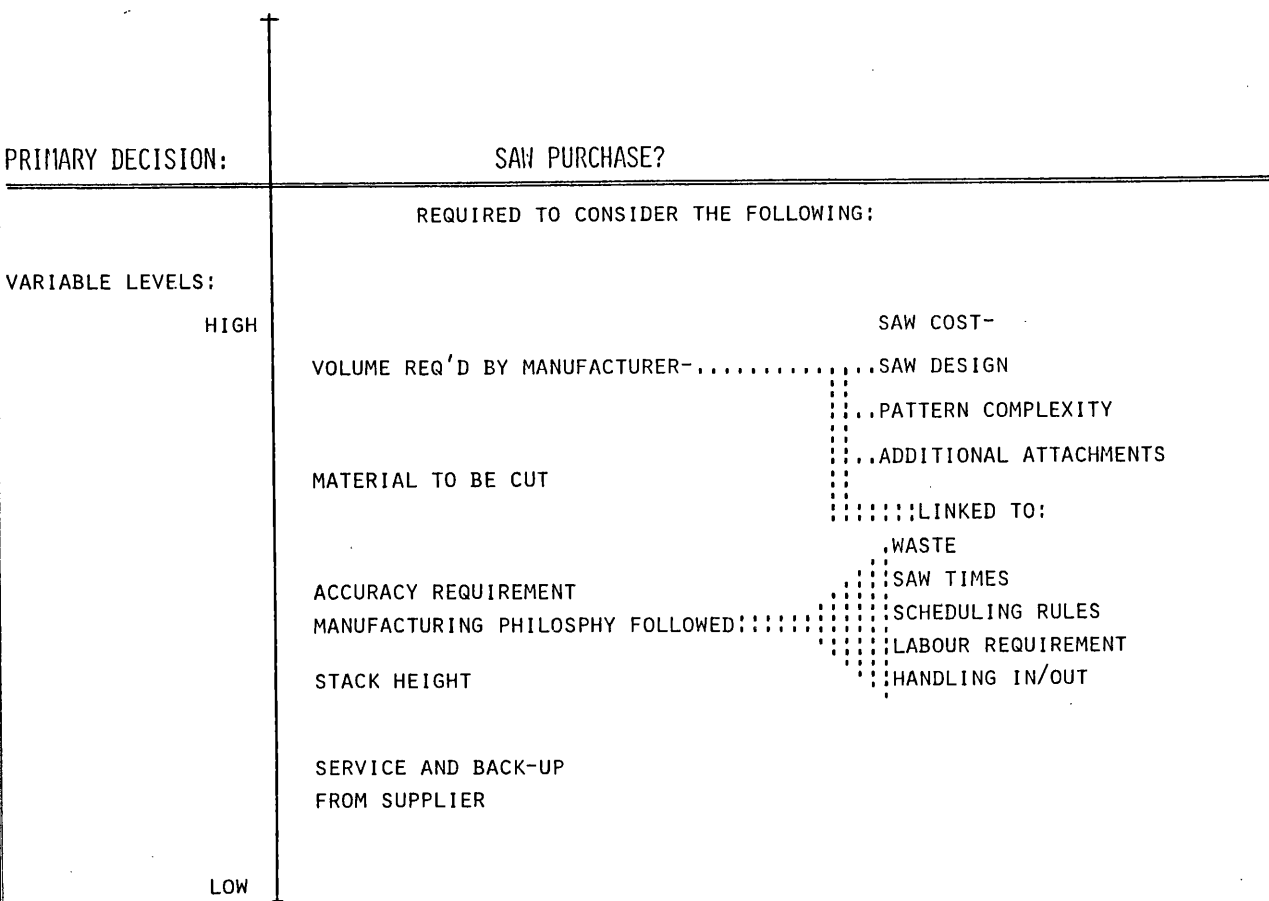 PRIMARY DECISION: SAW PURCHASE?
REQUIRED TO CONSIDER THE FOLLOWING:
VARIABLE LEVELS:
HIGH SAW COST-
VOLUME REQ'D BY MANUFACTURER-..............SAW DESIGN
..PATTERN COMPLEXITY
..ADDITIONAL ATTACHMENTS
MATERIAL TO BE CUT
LINKED TO:
.WASTE
SAW TIMES
ACCURACY REQUIREMENT
SCHEDULING RULES
MANUFACTURING PHILOSPHY FOLLOWED
LABOUR REQUIREMENT
STACK HEIGHT HANDLING IN/OUT
SERVICE AND BACK-UP
FROM SUPPLIER
LOW